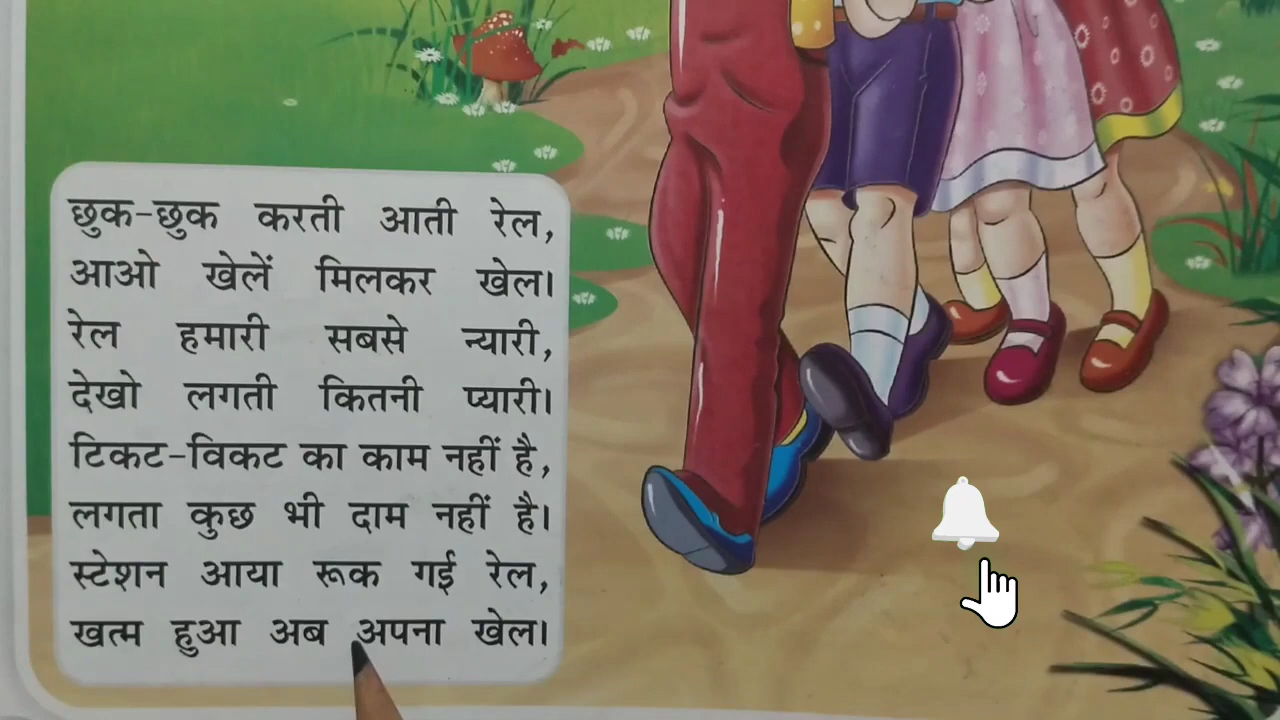 छुक-छुक करती आती रेल,
आओ खेलें मिलकर खेल।
रेल हमारी सबसे न्यारी,
देखो लगती कितनी प्यारी।
टिकट-विकट का काम नहीं है,
लगता कुछ भी दाम नहीं है।
स्टेशन आया रूक गई रेल,
खत्म हुआ अब अपना खेल।